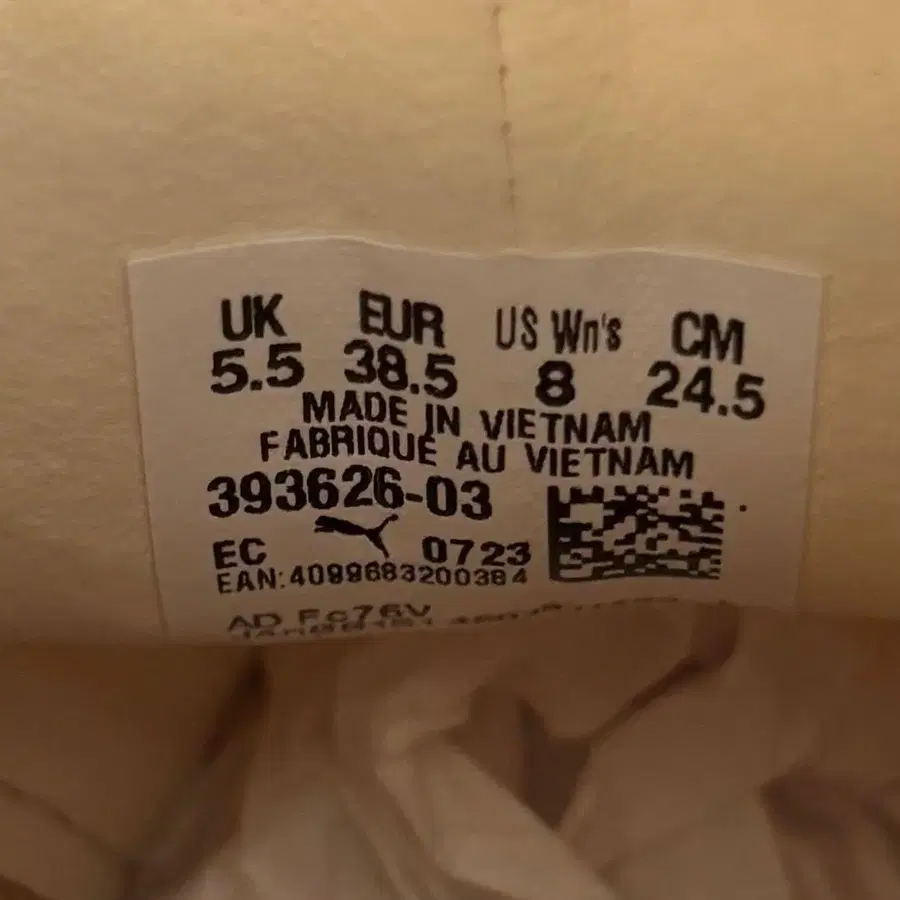 UK EUR US Wn's CM
5.5 38.5 8 24.5
MADE IN VIETNAM
FABRIQUE AU VIETNAM
393626-03
EC 0723
EAN:4099683200384
AD